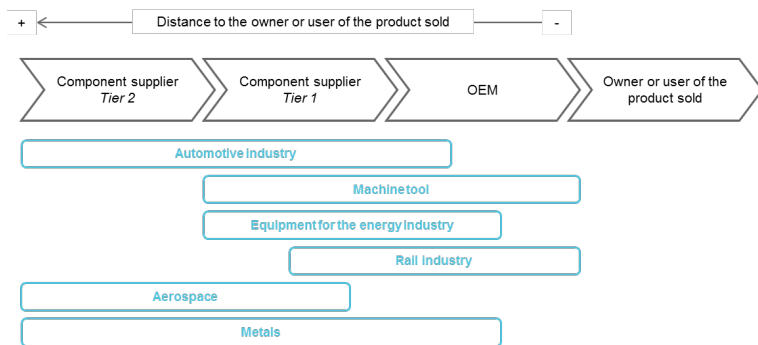 +
Distance to the owner or user of the product sold
-
Component supplier
Tier 2
Component supplier
Tier 1
OEM
Owner or user of the
product sold
Automotive industry
Machine tool
Equipment for the energy industry
Rail industry
Aerospace
Metals